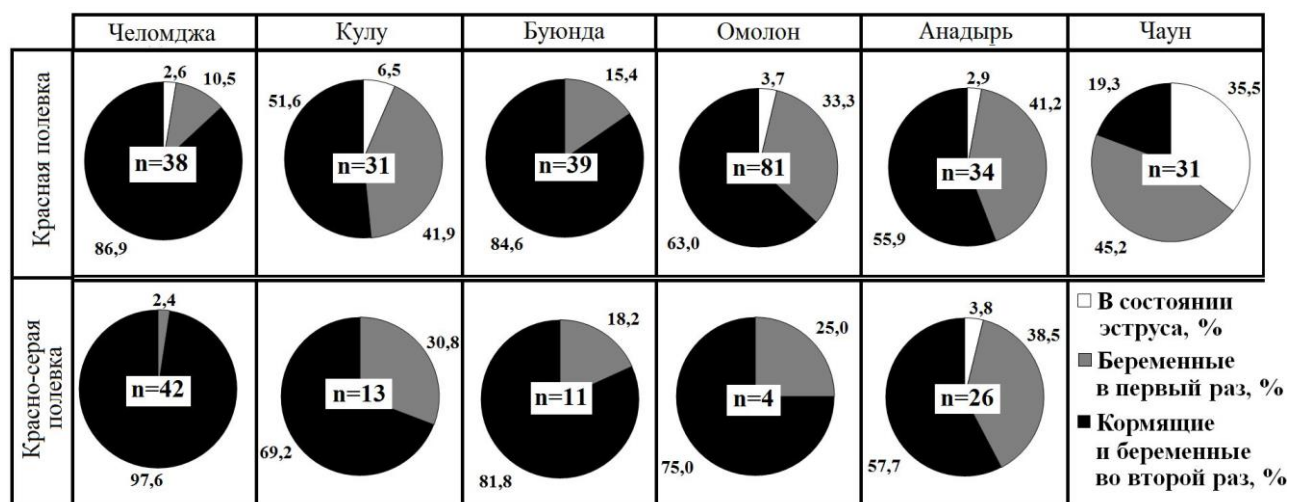 Челомджа Кулу Буюнда Омолон Анадырь Чаун
Красная полевка
2,6 10,5
n=38
86,9
6,5
51,6
n=31
41,9
15,4
n=39
84,6
3,7
33,3
n=81
63,0
2,9
41,2
n=34
55,9
19,3 35,5
n=31
45,2
Красно-серая
полевка
2,4
n=42
97,6
30,8
n=13
69,2
18,2
n=11
81,8
25,0
n=4
75,0
3,8
38,5
n=26
57,7
В состоянии
эструса, %
Беременные
в первый раз, %
Кормящие
и беременные
во второй раз, %